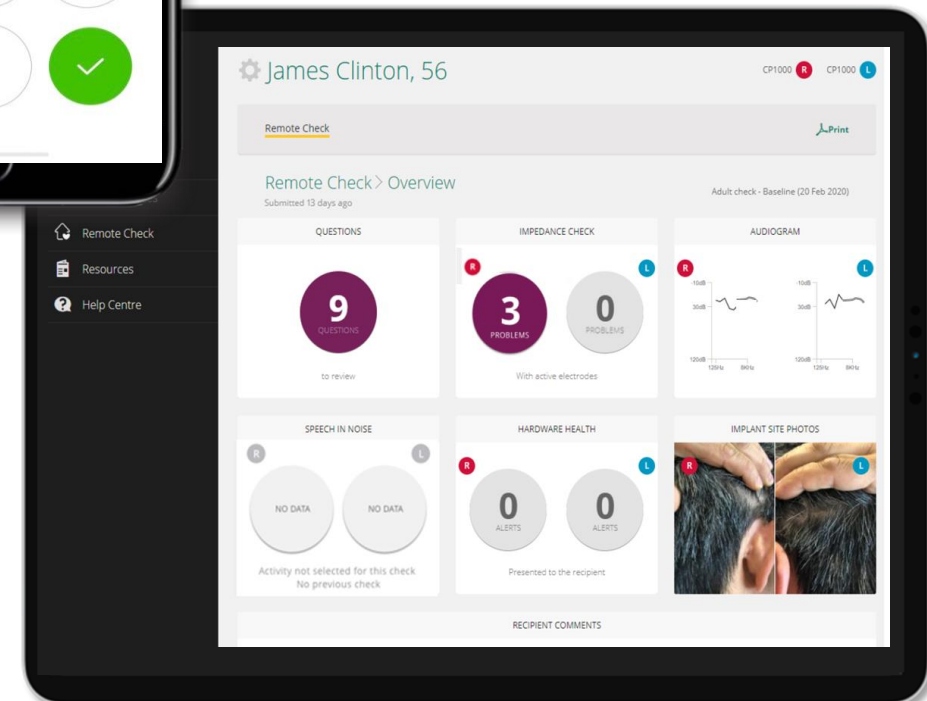 James Clinton, 56
CP1000 R CP1000 L
Remote Check
Print
Remote Check > Overview
Submitted 13 days ago
Adult check - Baseline (20 Feb 2020)
Remote Check
Resources
Help Centre
QUESTIONS
9
QUESTIONS
to review
IMPEDANCE CHECK
R L
3 0
PROBLEMS PROBLEMS
With active electrodes
AUDIOGRAM
R L
-10dB -10dB
30dB 30dB
120dB 120dB
125Hz 8KHz 125Hz 8KHz
SPEECH IN NOISE
R L
NO DATA NO DATA
Activity not selected for this check
No previous check
HARDWARE HEALTH
R L
0 0
ALERTS ALERTS
Presented to the recipient
IMPLANT SITE PHOTOS
R L
RECIPIENT COMMENTS